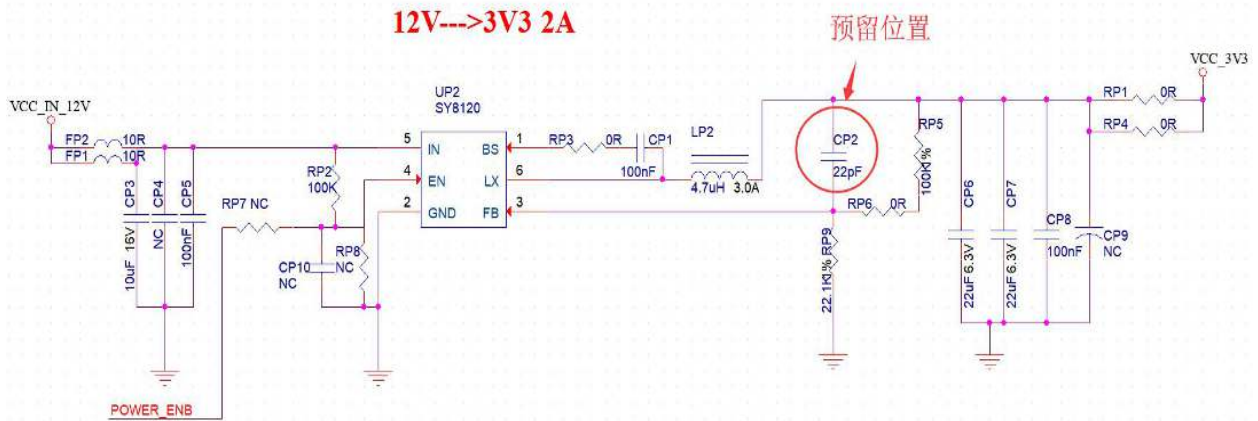 12V--->3V3 2A
预留位置
VCC_IN_12V
FP2 10R
FP1 10R
CP3
10uF 16V
CP4
NC
CP5
100nF
RP7 NC
RP2
100K
CP10
NC
RP8
NC
POWER_ENB
UP2
SY8120
5 IN BS 1
4 EN LX 6
2 GND FB 3
RP3 0R
CP1
100nF
LP2
4.7uH 3.0A
CP2
22pF
RP5
100K1%
RP6 0R
RP9
22.1K1%
CP6
22uF 6.3V
CP7
22uF 6.3V
CP8
100nF
CP9
NC
RP1 0R
RP4 0R
VCC_3V3